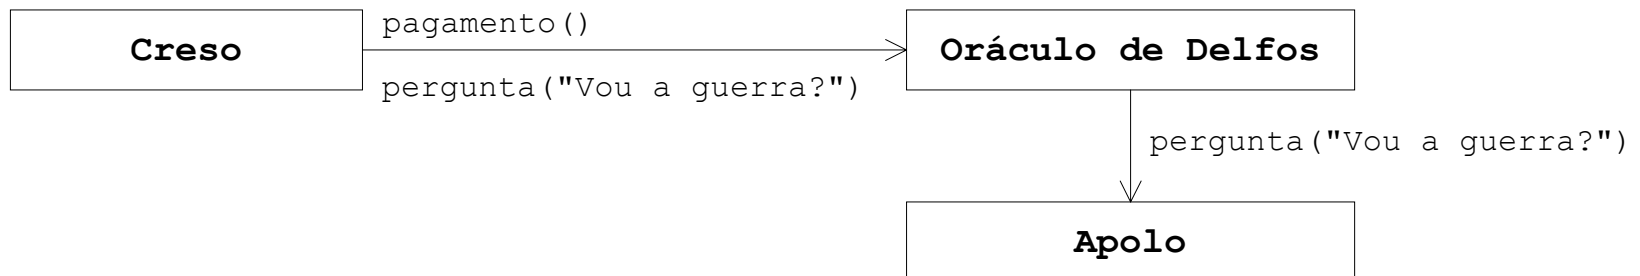 pagamento()
Creso
Oráculo de Delfos
pergunta("Vou a guerra?")
pergunta("Vou a guerra?")
Apolo